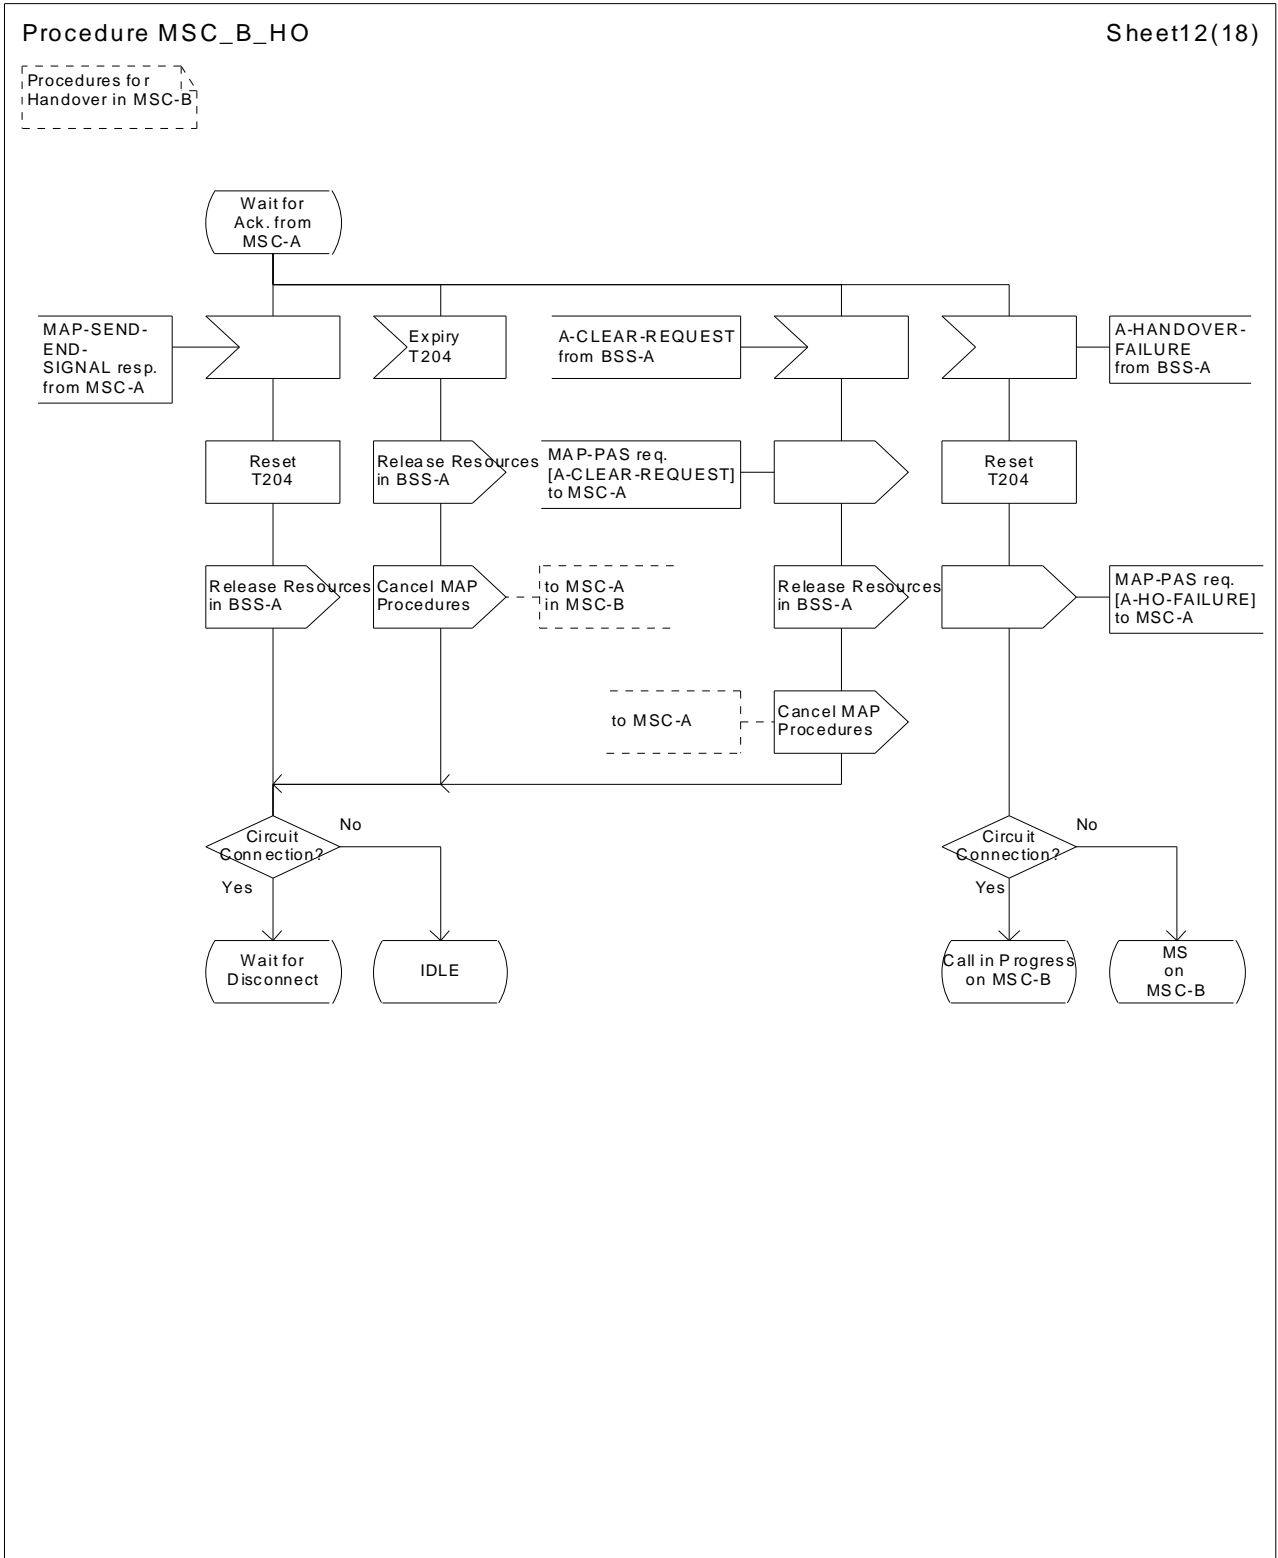 Procedure MSC_B_HO
Sheet12(18)
Procedures for
Handover in MSC-B
Wait for
Ack. from
MSC-A
MAP-SEND-
END-
SIGNAL resp.
from MSC-A
Expiry
T204
A-CLEAR-REQUEST
from BSS-A
A-HANDOVER-
FAILURE
from BSS-A
Reset
T204
Release Resources
in BSS-A
MAP-PAS req.
[A-CLEAR-REQUEST]
to MSC-A
Reset
T204
Release Resources
in BSS-A
Cancel MAP
Procedures
to MSC-A
in MSC-B
Release Resources
in BSS-A
MAP-PAS req.
[A-HO-FAILURE]
to MSC-A
to MSC-A
Cancel MAP
Procedures
Circuit
Connection?
No
Yes
Circuit
Connection?
No
Yes
Wait for
Disconnect
IDLE
Call in Progress
on MSC-B
MS
on
MSC-B